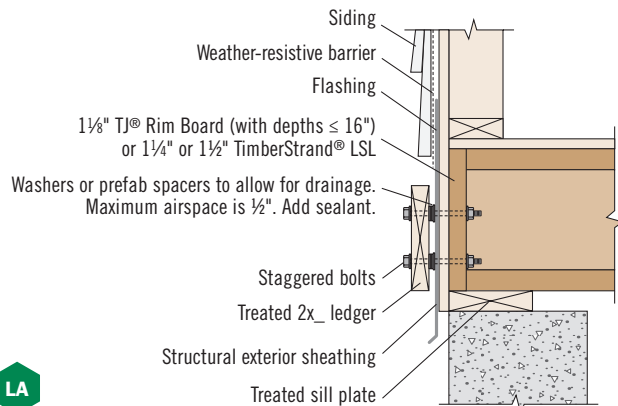 Siding
Weather-resistive barrier
Flashing
1⅛" TJ® Rim Board (with depths ≤ 16")
or 1¼" or 1½" TimberStrand® LSL
Washers or prefab spacers to allow for drainage.
Maximum airspace is ½". Add sealant.
Staggered bolts
Treated 2x_ ledger
Structural exterior sheathing
Treated sill plate
LA